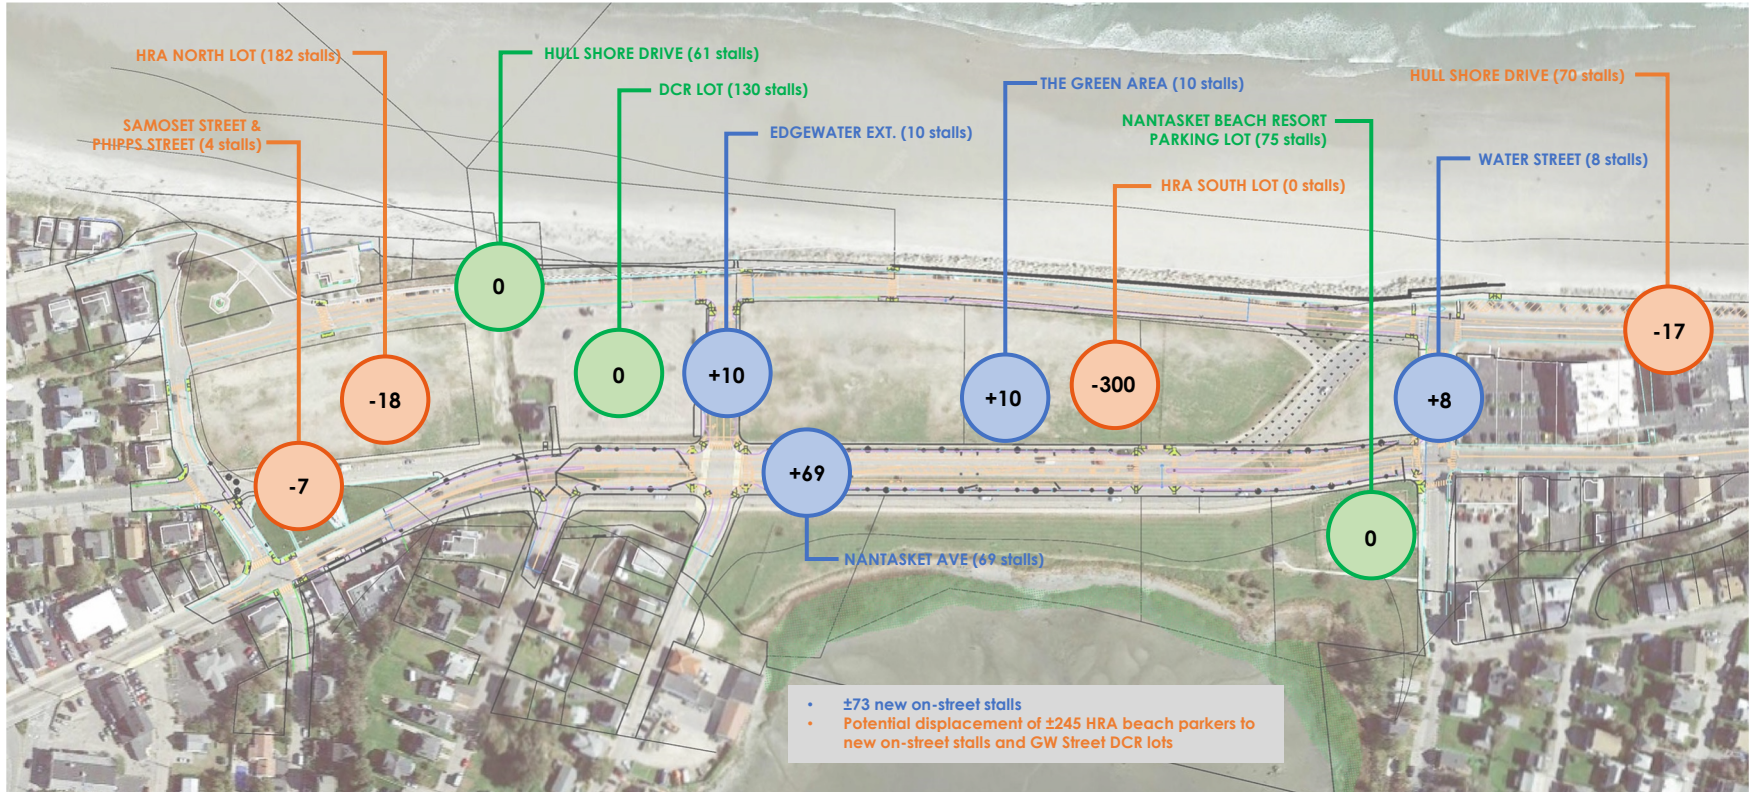 HRA NORTH LOT (182 stalls)
HULL SHORE DRIVE (61 stalls)
DCR LOT (130 stalls)
THE GREEN AREA (10 stalls)
HULL SHORE DRIVE (70 stalls)
SAMOSET STREET &
PHIPPS STREET (4 stalls)
EDGEWATER EXT. (10 stalls)
NANTASKET BEACH RESORT
PARKING LOT (75 stalls)
WATER STREET (8 stalls)
HRA SOUTH LOT (0 stalls)
0
-17
0
+10
+10
-300
-18
+8
+69
-7
0
NANTASKET AVE (69 stalls)
• ±73 new on-street stalls
• Potential displacement of ±245 HRA beach parkers to
new on-street stalls and GW Street DCR lots